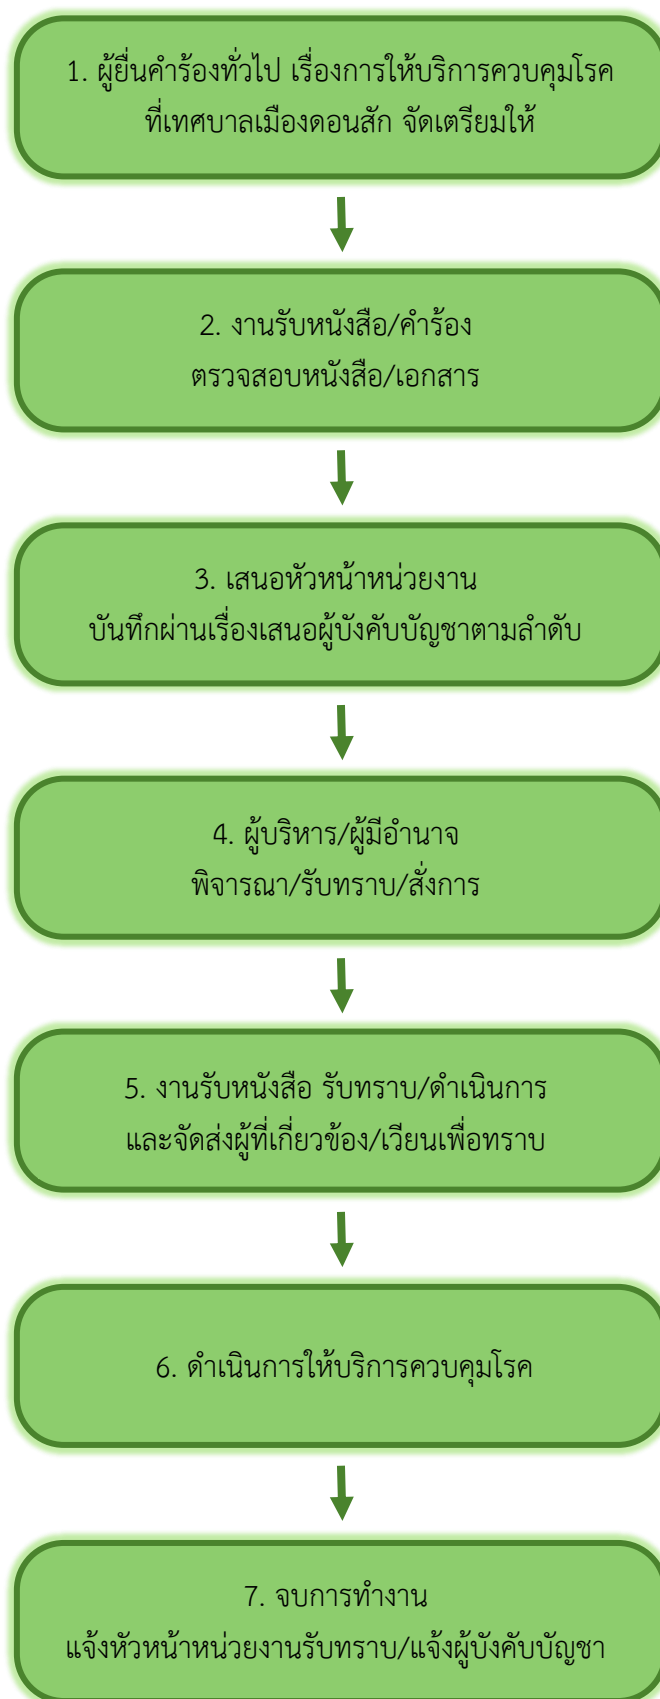 1. ผู้ยื่นคำร้องทั่วไป เรื่องการให้บริการควบคุมโรค
ที่เทศบาลเมืองดอนสัก จัดเตรียมให้
2. งานรับหนังสือ/คำร้อง
ตรวจสอบหนังสือ/เอกสาร
3. เสนอหัวหน้าหน่วยงาน
บันทึกผ่านเรื่องเสนอผู้บังคับบัญชาตามลำดับ
4. ผู้บริหาร/ผู้มีอำนาจ
พิจารณา/รับทราบ/สั่งการ
5. งานรับหนังสือ รับทราบ/ดำเนินการ
และจัดส่งผู้ที่เกี่ยวข้อง/เวียนเพื่อทราบ
6. ดำเนินการให้บริการควบคุมโรค
7. จบการทำงาน
แจ้งหัวหน้าหน่วยงานรับทราบ/แจ้งผู้บังคับบัญชา